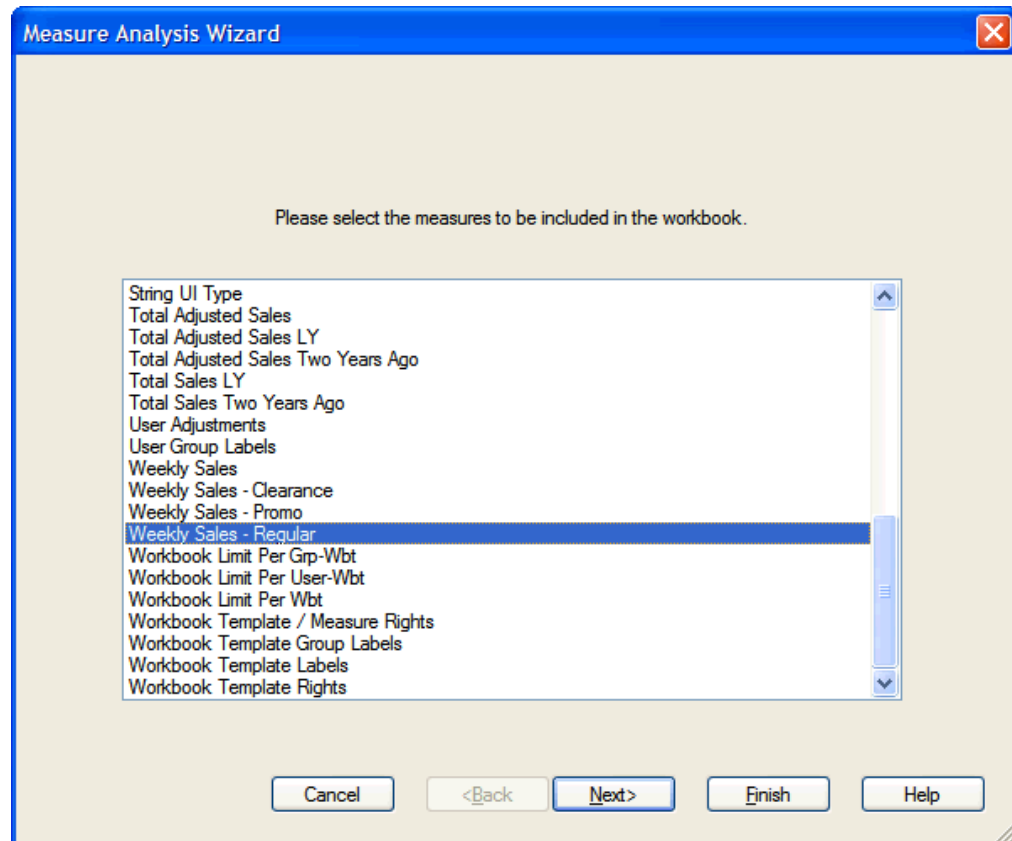 Measure Analysis Wizard
Please select the measures to be included in the workbook.
String UI Type
Total Adjusted Sales
Total Adjusted Sales LY
Total Adjusted Sales Two Years Ago
Total Sales LY
Total Sales Two Years Ago
User Adjustments
User Group Labels
Weekly Sales
Weekly Sales - Clearance
Weekly Sales - Promo
Weekly Sales - Regular
Workbook Limit Per Grp-Wbt
Workbook Limit Per User-Wbt
Workbook Limit Per Wbt
Workbook Template / Measure Rights
Workbook Template Group Labels
Workbook Template Labels
Workbook Template Rights
Cancel <Back Next> Finish Help